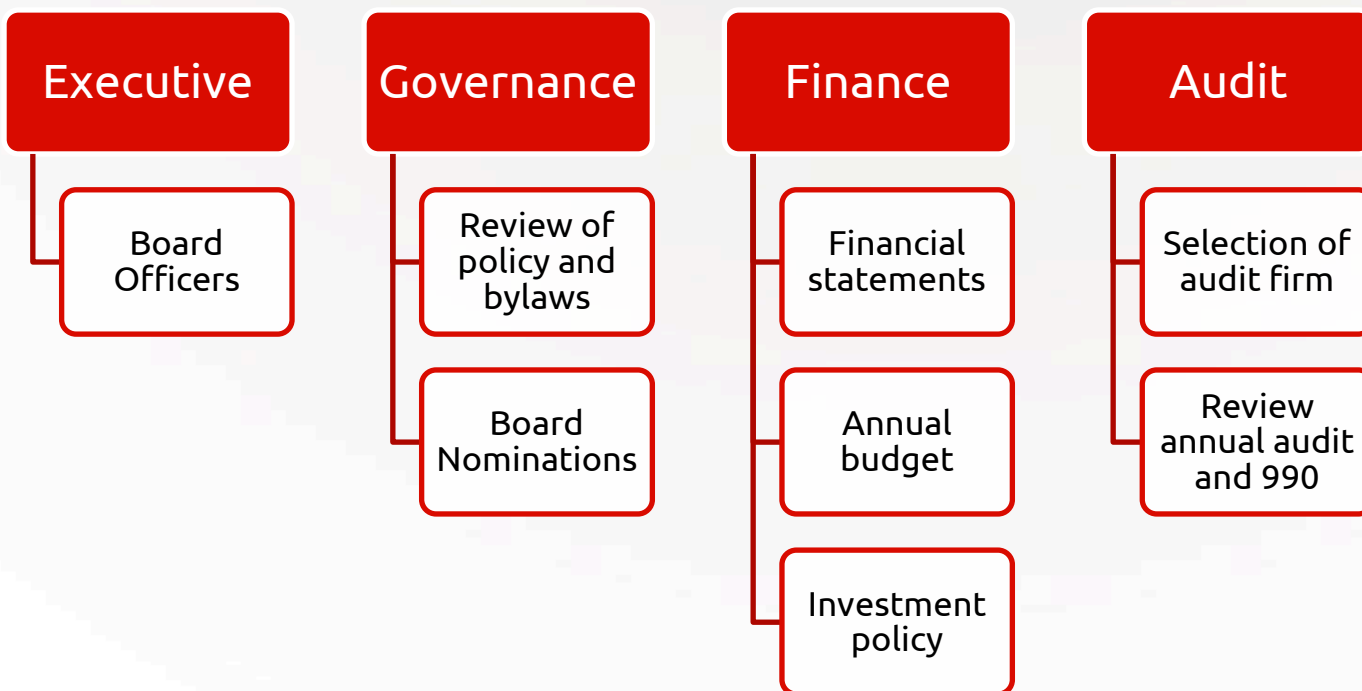 Executive
Board
Officers
Governance
Review of
policy and
bylaws
Board
Nominations
Finance
Financial
statements
Annual
budget
Investment
policy
Audit
Selection of
audit firm
Review
annual audit
and 990